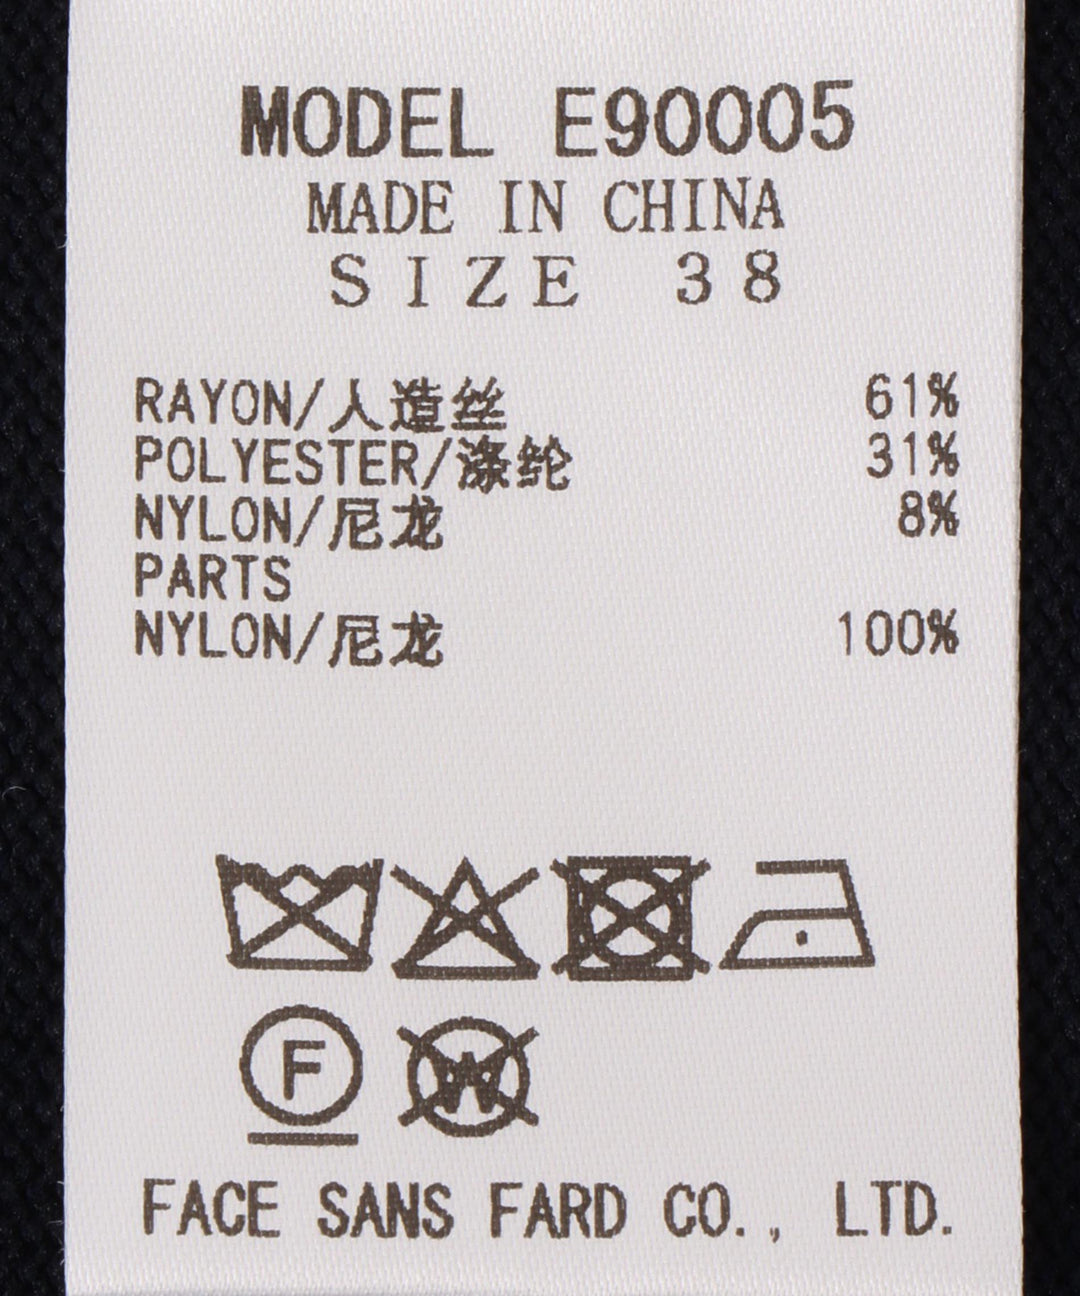 MODEL E90005
MADE IN CHINA
SIZE 38
RAYON/人造丝 61%
POLYESTER/涤纶 31%
NYLON/尼龙 8%
PARTS
NYLON/尼龙 100%
F W
FACE SANS FARD CO., LTD.